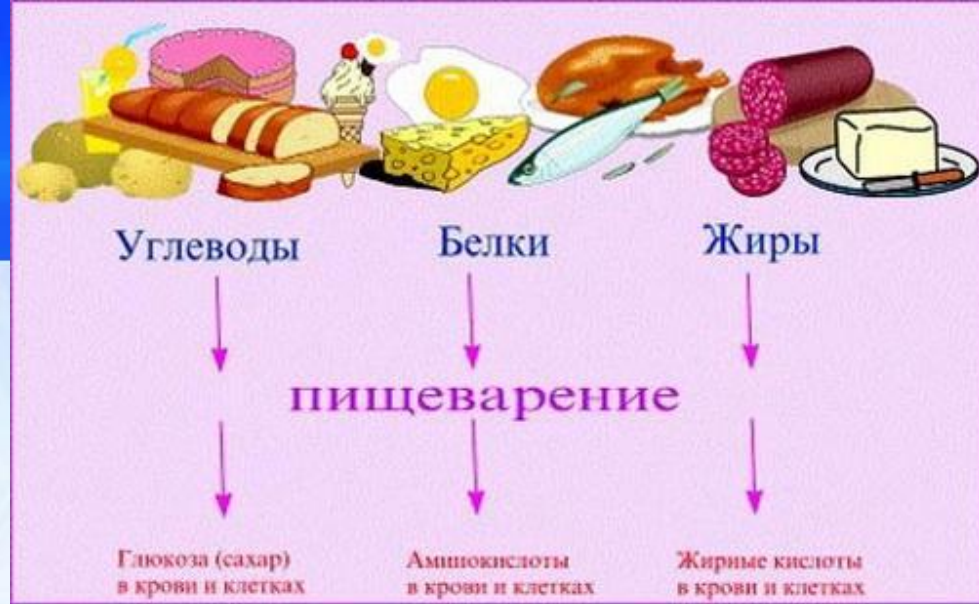 Углеводы Белки Жиры
пищеварение
Глюкоза (сахар) Аминокислоты Жирные кислоты
в крови и клетках в крови и клетках в крови и клетках